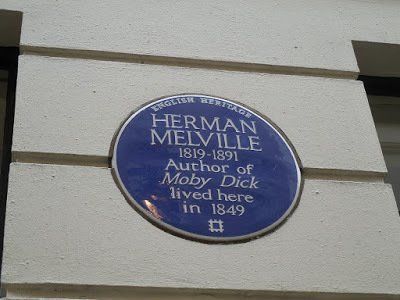 ENGLISH HERITAGE
HERMAN
MELVILLE
1819-1891
Author of
Moby Dick
lived here
in 1849